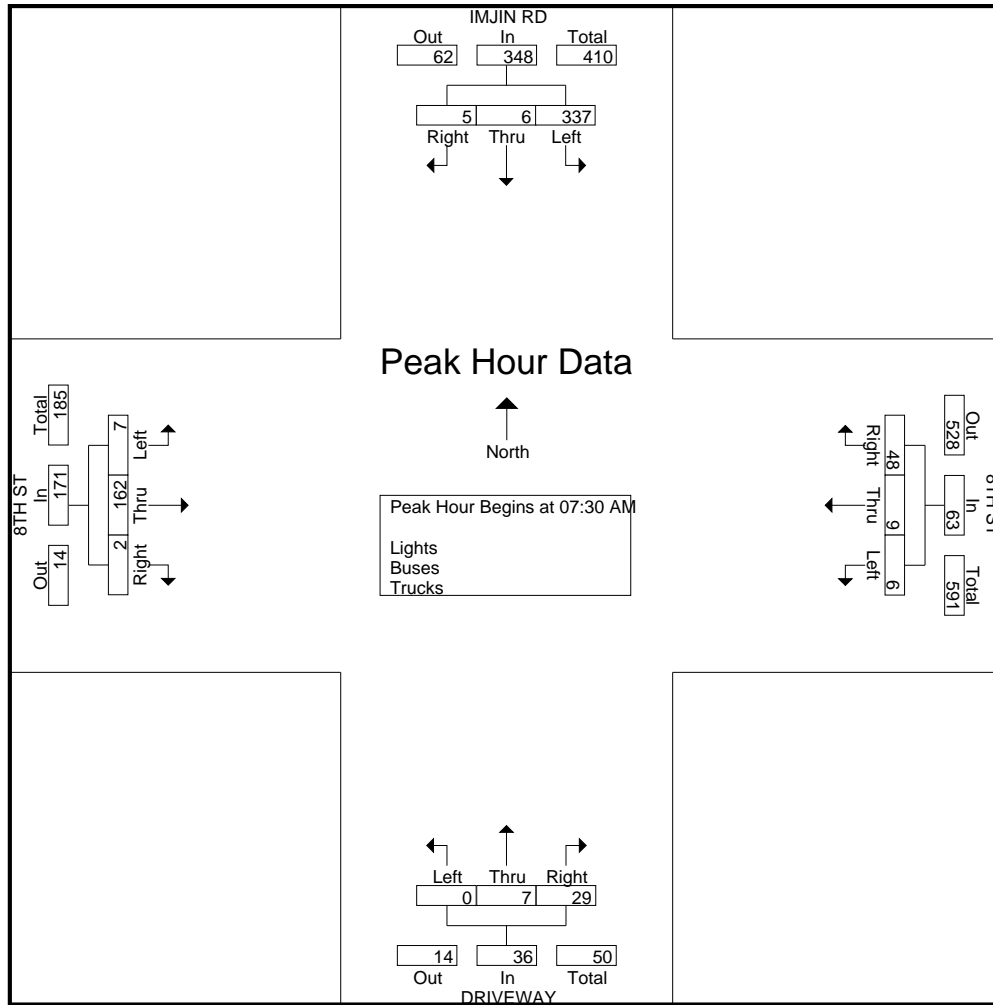 IMJIN RD
Out In Total
62 348 410
5 6 337
Right Thru Left
Peak Hour Data
North
Peak Hour Begins at 07:30 AM
Lights
Buses
Trucks
8TH ST
Out In Total
14 171 185
2 162 7
Right Thru Left
8TH ST
Out In Total
528 63 591
48 9 6
Right Thru Left
Left Thru Right
0 7 29
14 36 50
Out In Total
DRIVEWAY